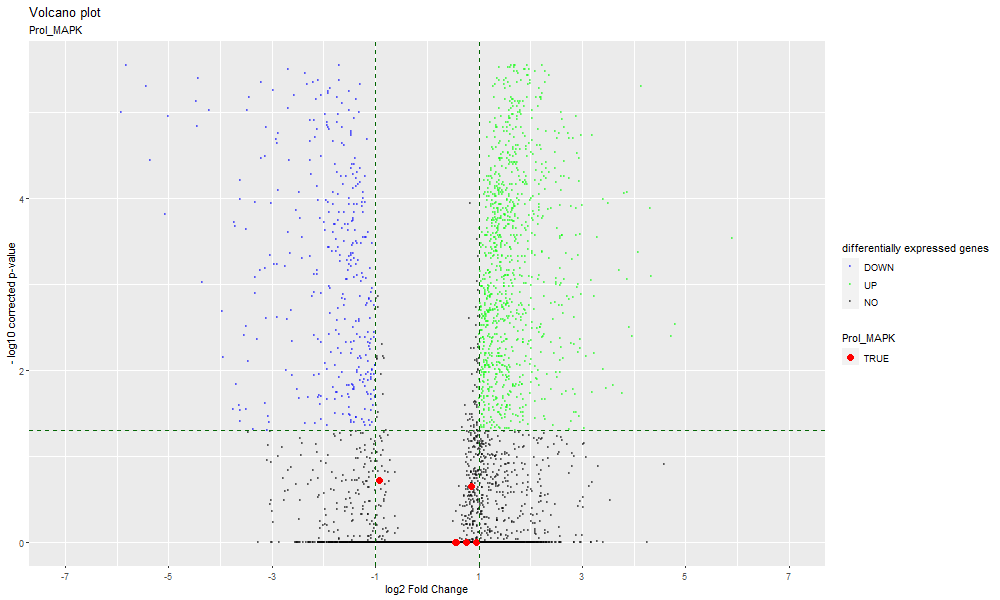 Volcano plot
Prol_MAPK
- log10 corrected p-value
4
2
0
-7
-5
-3
-1
1
3
5
7
log2 Fold Change
differentially expressed genes
DOWN
UP
NO
Prol_MAPK
TRUE